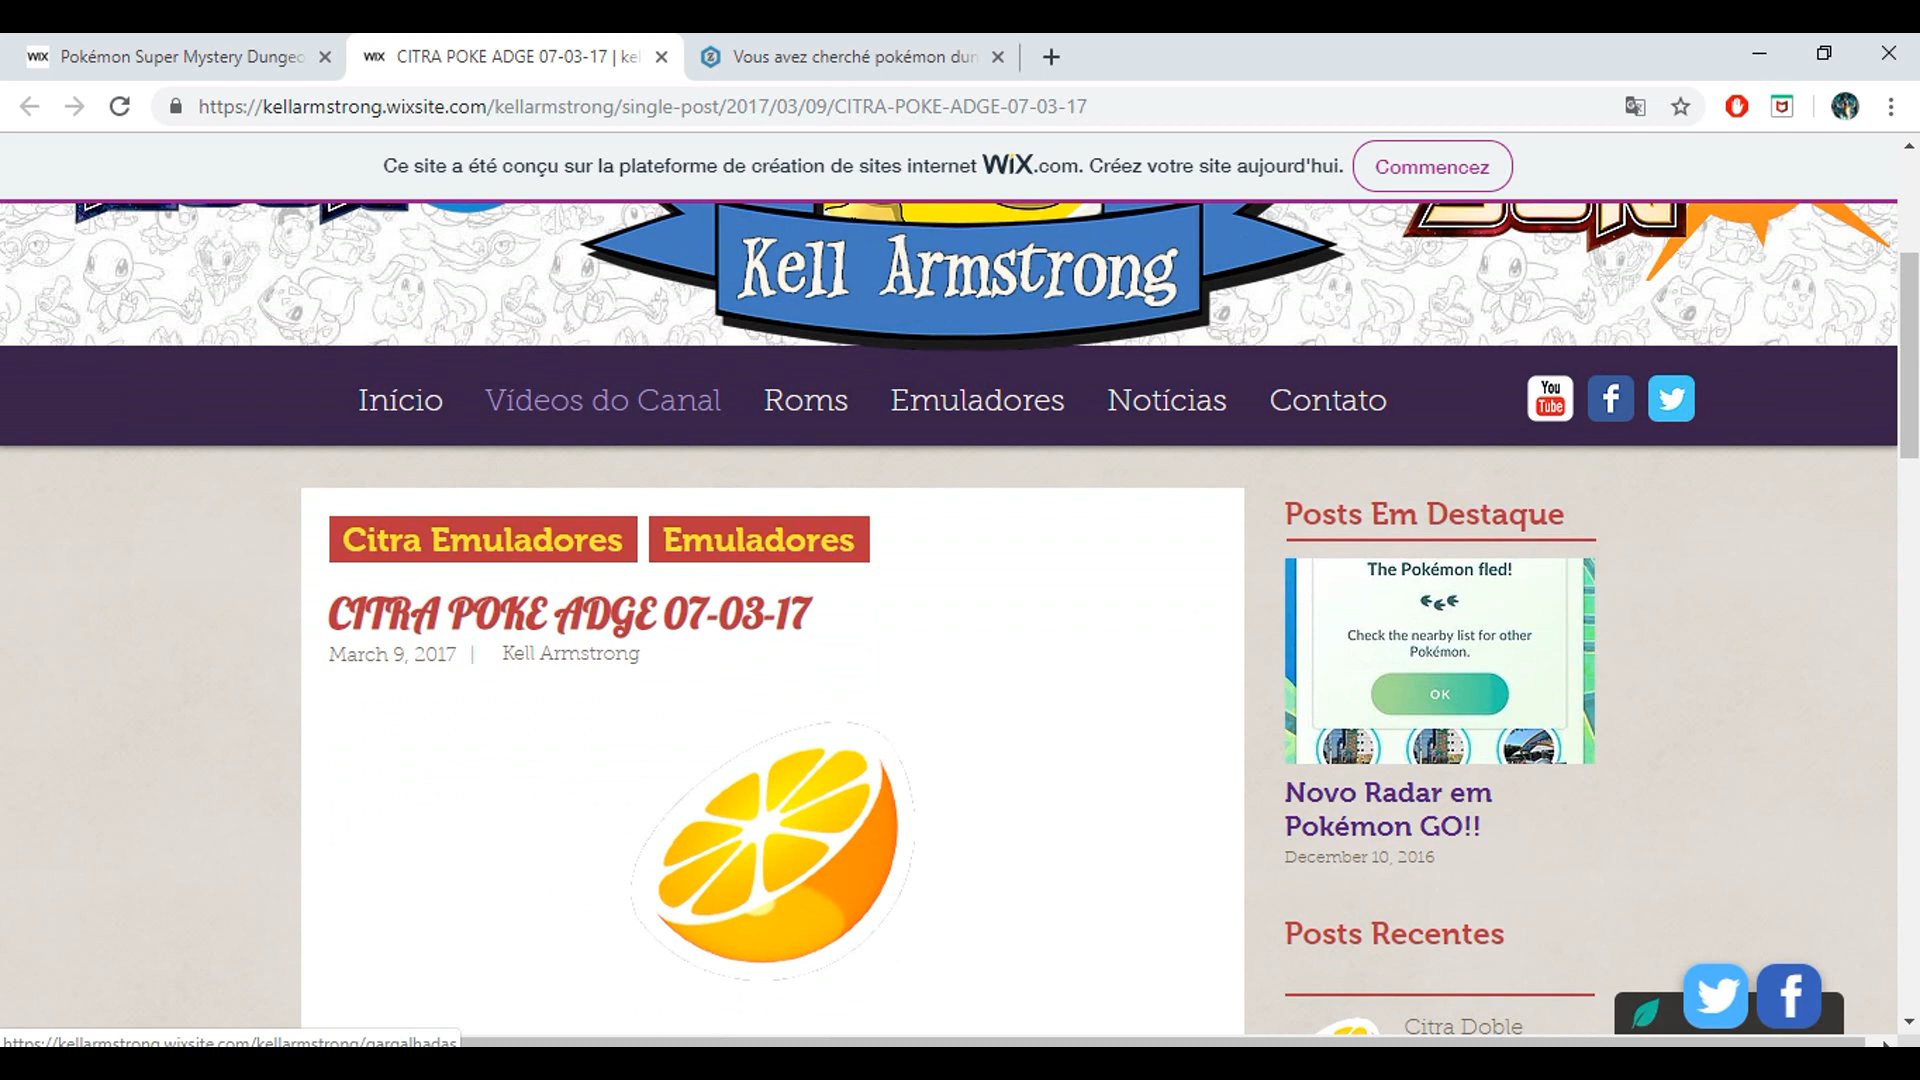 Pokémon Super Mystery Dungeo
CITRA POKE ADGE 07-03-17 | kel
Vous avez cherché pokémon dun
https://kellarmstrong.wixsite.com/kellarmstrong/single-post/2017/03/09/CITRA-POKE-ADGE-07-03-17
Ce site a été conçu sur la plateforme de création de sites internet WiX.com. Créez votre site aujourd'hui.
Commencez
SUN
Kell Armstrong
Início
Vídeos do Canal
Roms
Emuladores
Notícias
Contato
You Tube
Citra Emuladores
Emuladores
CITRA POKE ADGE 07-03-17
March 9, 2017 | Kell Armstrong
Posts Em Destaque
The Pokémon fled!
Check the nearby list for other
Pokémon.
OK
Novo Radar em
Pokémon GO!!
December 10, 2016
Posts Recentes
Citra Doble
https://kellarmstrong.wixsite.com/kellarmstrong/gargalhadas